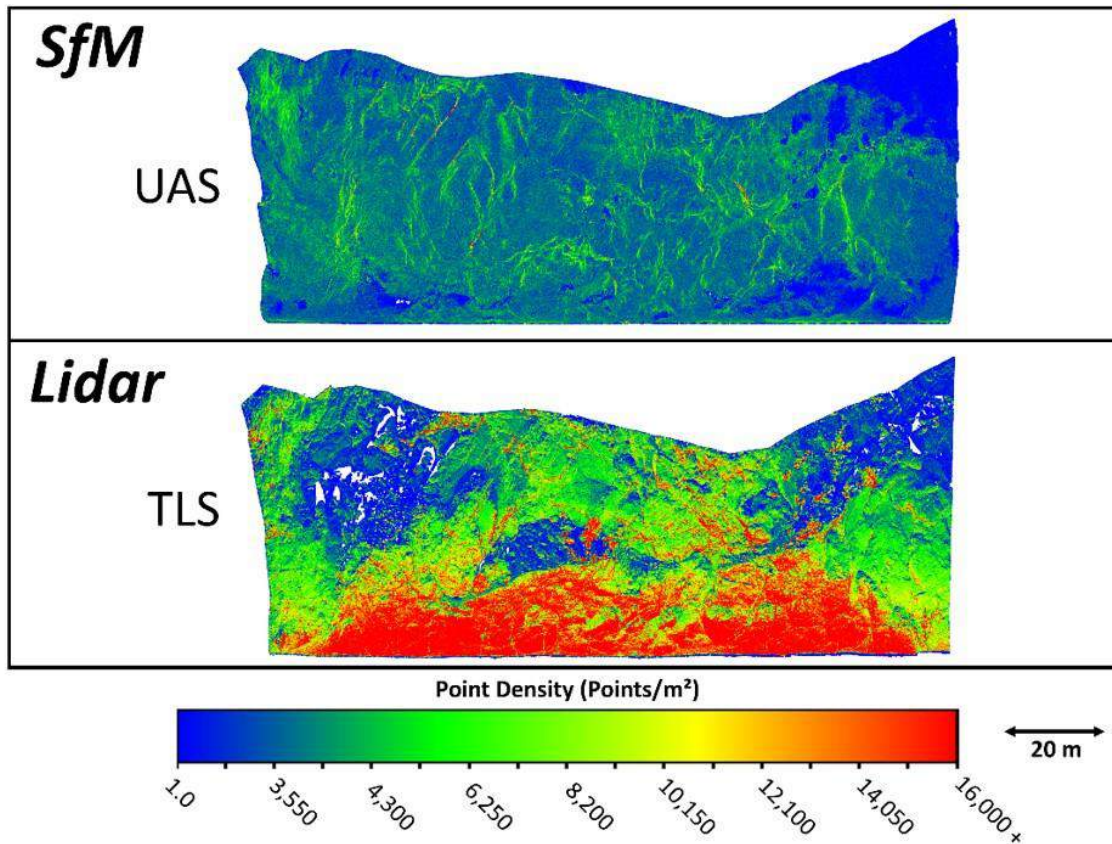 SfM
UAS
Lidar
TLS
Point Density (Points/m²)
1.0
3,550
4,300
6,250
8,200
10,150
12,100
14,050
16,000 +
20 m